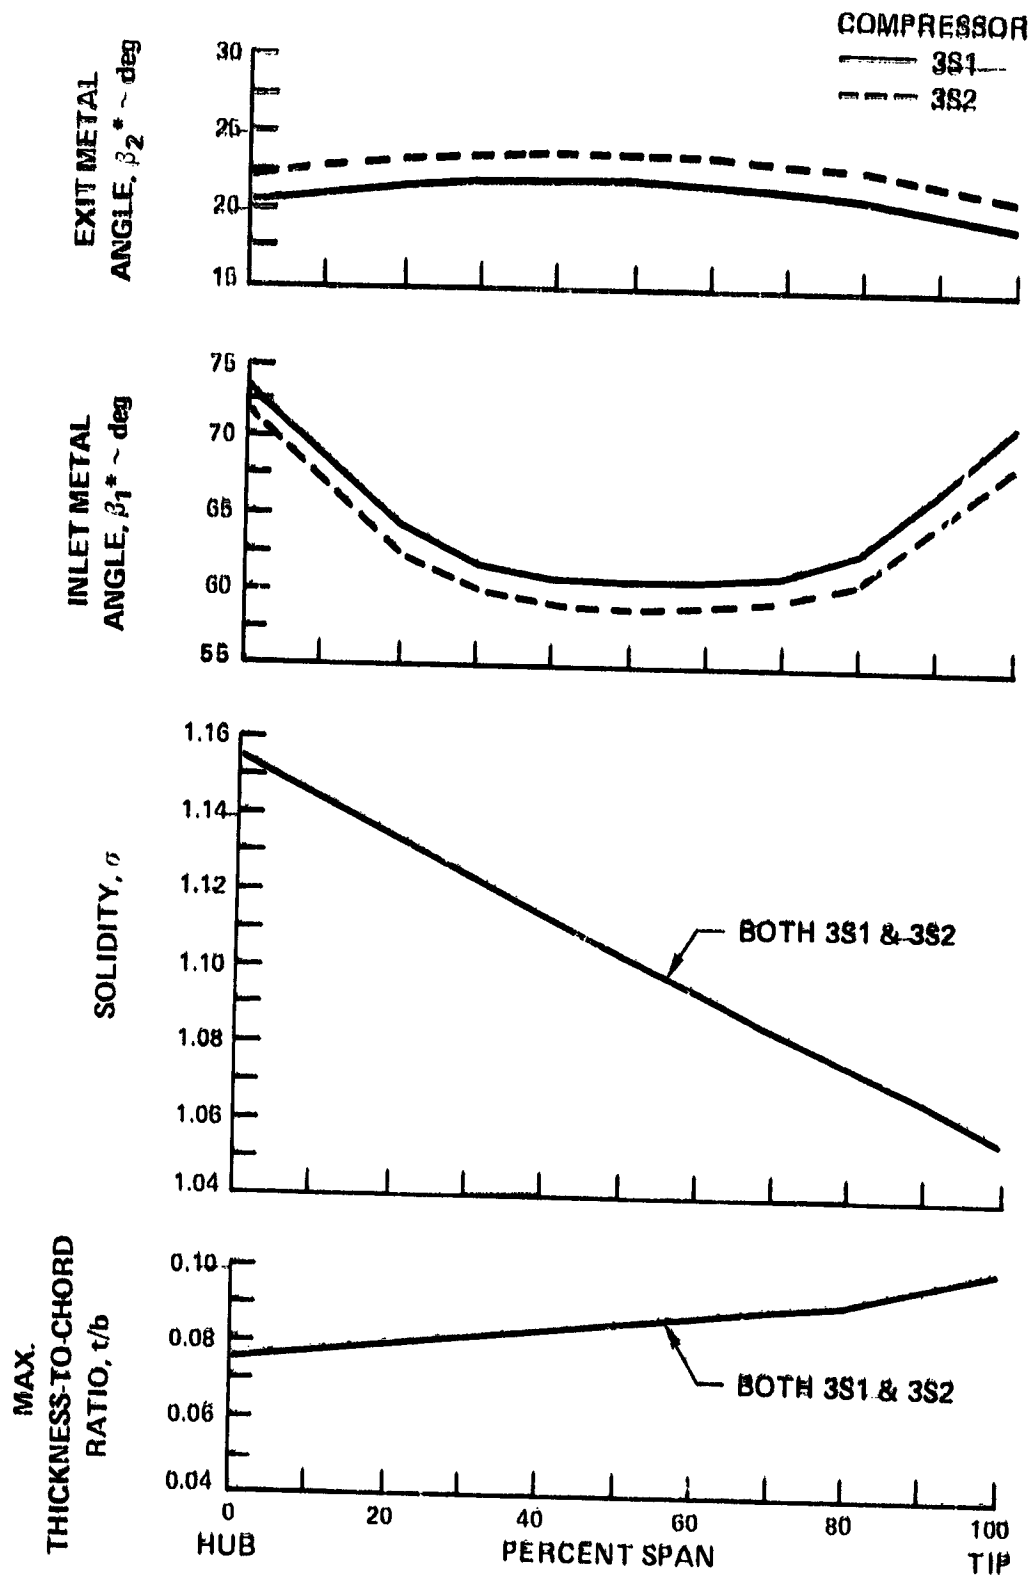 COMPRESSOR
3S1
3S2
EXIT METAL
ANGLE, β2* ~ deg
30
25
20
15
INLET METAL
ANGLE, β1* ~ deg
75
70
65
60
55
SOLIDITY, σ
1.16
1.14
1.12
1.10
1.08
1.06
1.04
BOTH 3S1 & 3S2
MAX.
THICKNESS-TO-CHORD
RATIO, t/b
0.10
0.08
0.06
0.04
BOTH 3S1 & 3S2
0 20 40 60 80 100
HUB PERCENT SPAN TIP